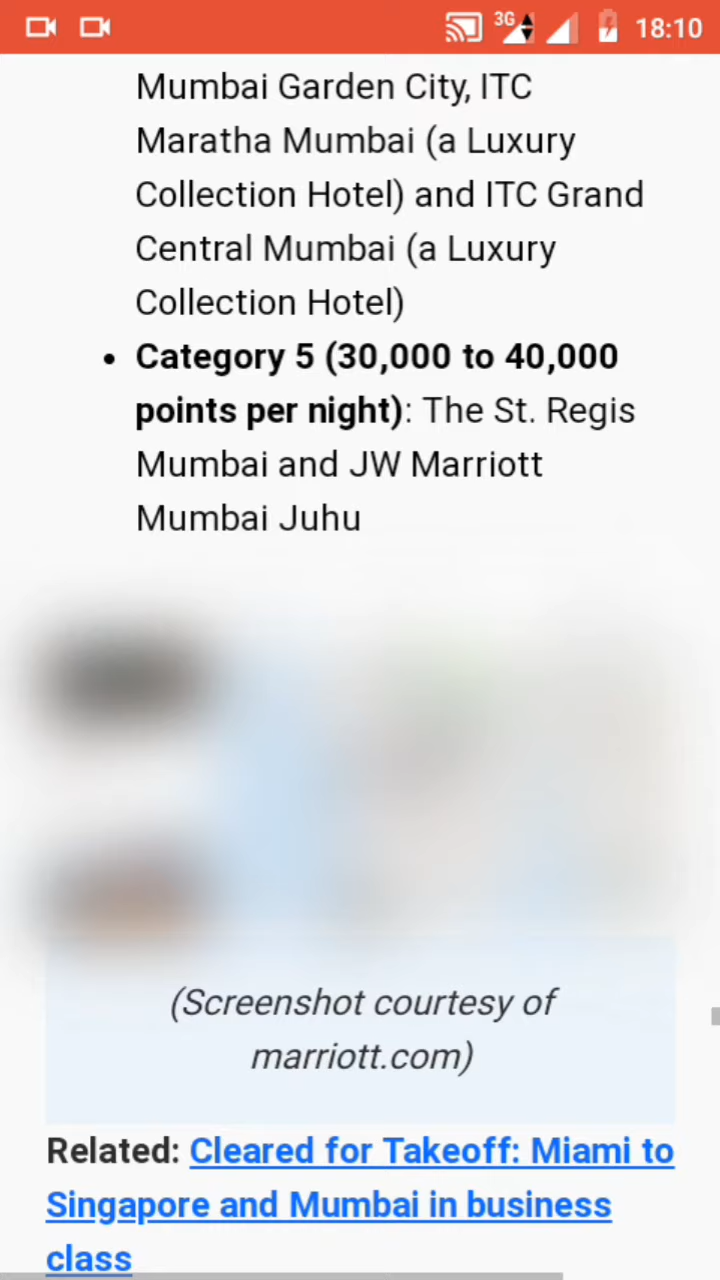 3G 18:10
Mumbai Garden City, ITC
Maratha Mumbai (a Luxury
Collection Hotel) and ITC Grand
Central Mumbai (a Luxury
Collection Hotel)
• Category 5 (30,000 to 40,000
points per night): The St. Regis
Mumbai and JW Marriott
Mumbai Juhu
(Screenshot courtesy of
marriott.com)
Related: Cleared for Takeoff: Miami to
Singapore and Mumbai in business
class